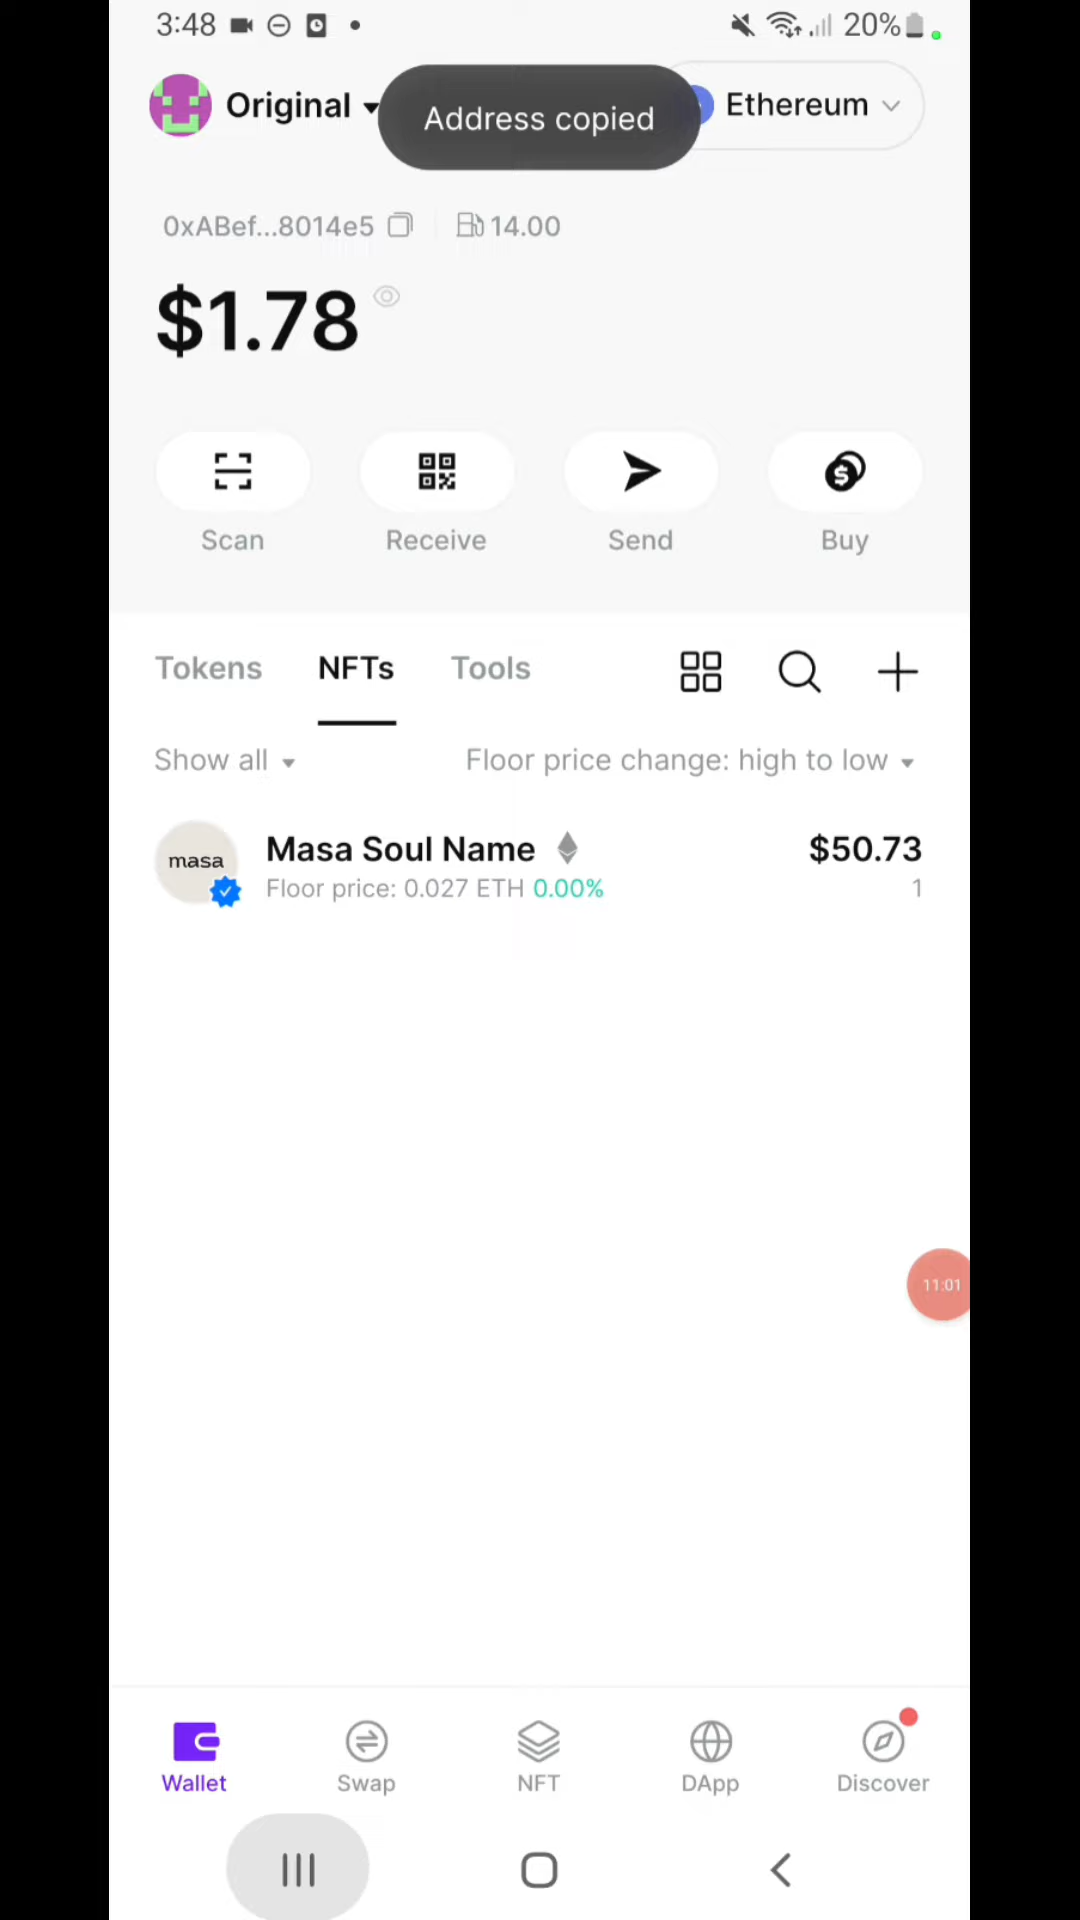 3:48 20%
Original Address copied Ethereum
0xABef...8014e5 14.00
$1.78
Scan Receive Send Buy
Tokens NFTs Tools
Show all Floor price change: high to low
masa Masa Soul Name $50.73
Floor price: 0.027 ETH 0.00% 1
11:01
Wallet Swap NFT DApp Discover